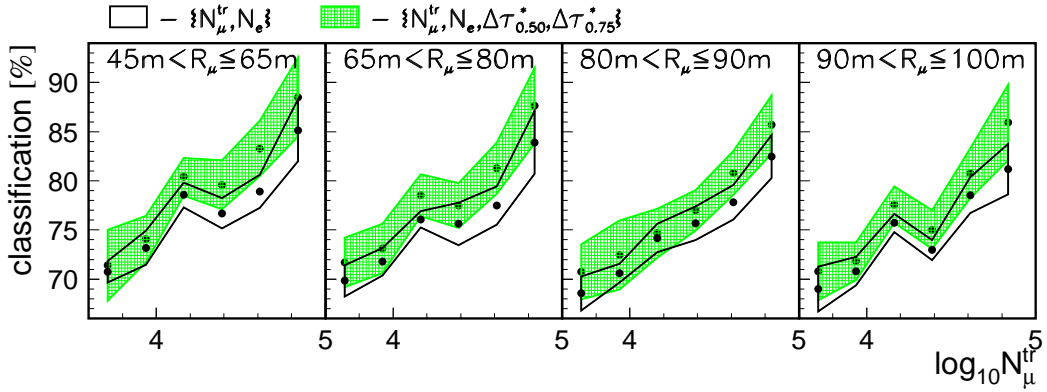 – {N_μ^tr, N_e} – {N_μ^tr, N_e, Δτ*_0.50, Δτ*_0.75}
classification [%]
45m<R_μ≦65m 65m<R_μ≦80m 80m<R_μ≦90m 90m<R_μ≦100m
90
85
80
75
70
4 5 4 5 4 5 4 5
log₁₀N_μ^tr